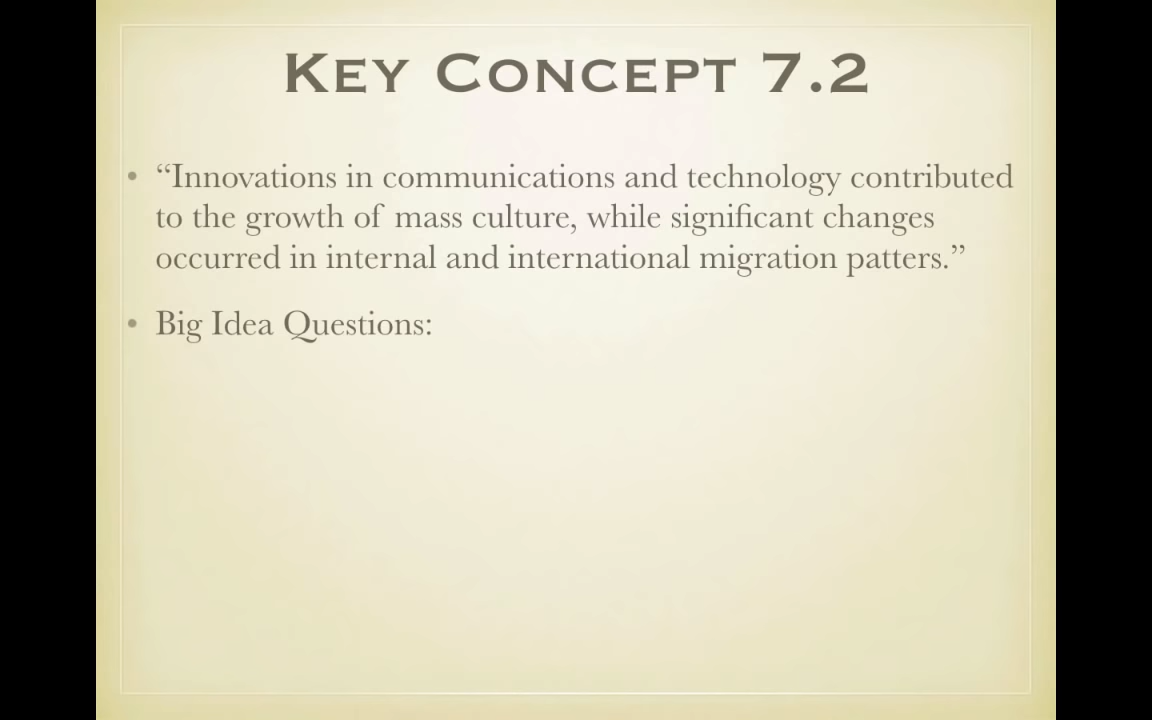 KEY CONCEPT 7.2
• “Innovations in communications and technology contributed
to the growth of mass culture, while significant changes
occurred in internal and international migration patters.”
• Big Idea Questions: